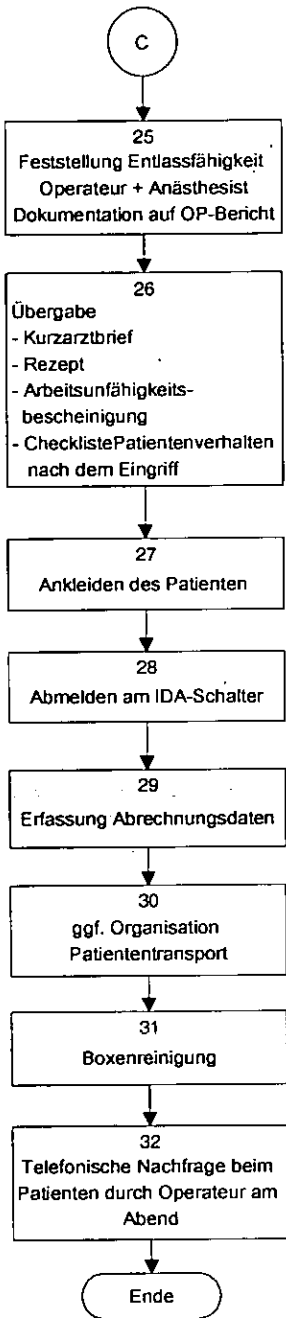 C
25
Feststellung Entlassfähigkeit
Operateur + Anästhesist
Dokumentation auf OP-Bericht
26
Übergabe
- Kurzarztbrief
- Rezept
- Arbeitsunfähigkeits-
bescheinigung
- ChecklistePatientenverhalten
nach dem Eingriff
27
Ankleiden des Patienten
28
Abmelden am IDA-Schalter
29
Erfassung Abrechnungsdaten
30
ggf. Organisation
Patiententransport
31
Boxenreinigung
32
Telefonische Nachfrage beim
Patienten durch Operateur am
Abend
Ende